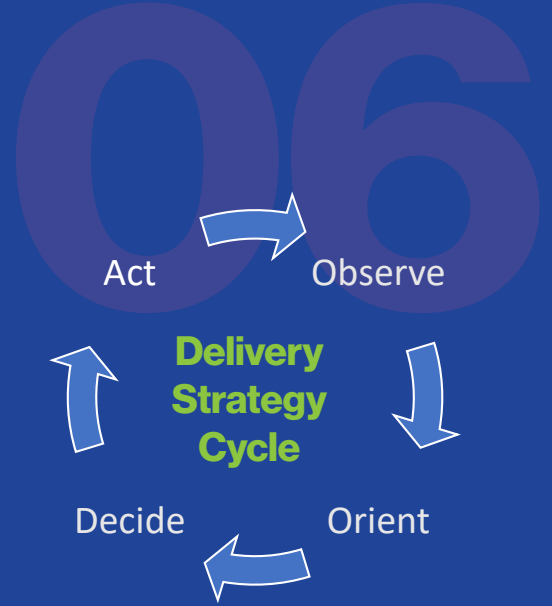 06
Act
Observe
Delivery
Strategy
Cycle
Decide
Orient